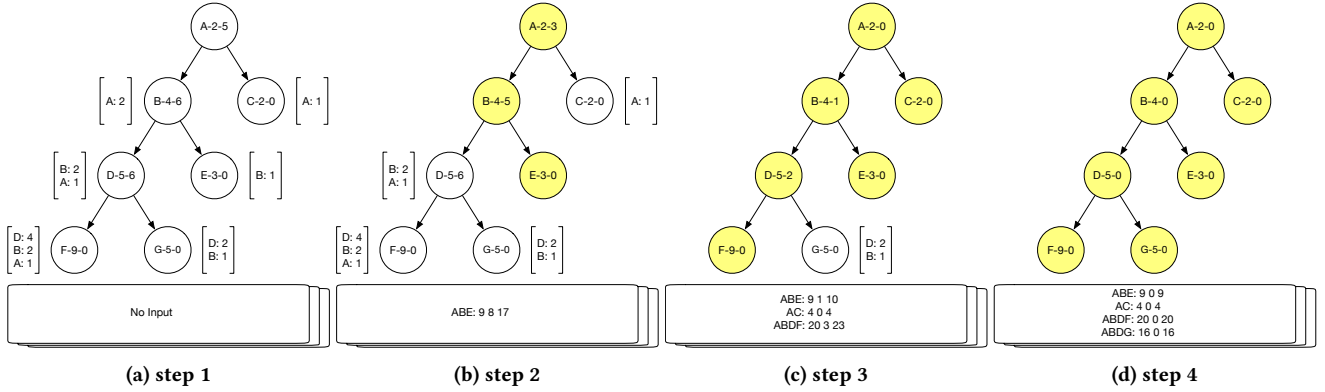 A-2-5
A: 2
B-4-6
C-2-0
A: 1
B: 2
A: 1
D-5-6
E-3-0
B: 1
D: 4
B: 2
A: 1
F-9-0
G-5-0
D: 2
B: 1
No Input
(a) step 1
A-2-3
B-4-5
C-2-0
A: 1
B: 2
A: 1
D-5-6
E-3-0
D: 4
B: 2
A: 1
F-9-0
G-5-0
D: 2
B: 1
ABE: 9 8 17
(b) step 2
A-2-0
B-4-1
C-2-0
D-5-2
E-3-0
F-9-0
G-5-0
D: 2
B: 1
ABE: 9 1 10
AC: 4 0 4
ABDF: 20 3 23
(c) step 3
A-2-0
B-4-0
C-2-0
D-5-0
E-3-0
F-9-0
G-5-0
ABE: 9 0 9
AC: 4 0 4
ABDF: 20 0 20
ABDG: 16 0 16
(d) step 4